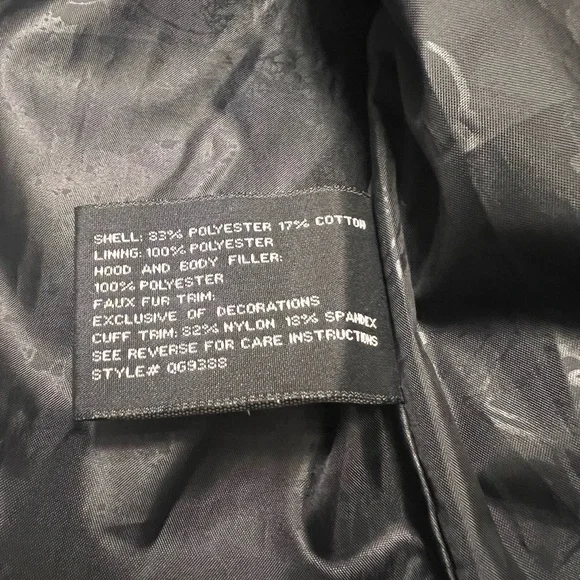 SHELL: 83% POLYESTER 17% COTTON
LINING: 100% POLYESTER
HOOD AND BODY FILLER:
100% POLYESTER
FAUX FUR TRIM:
EXCLUSIVE OF DECORATIONS
CUFF TRIM: 82% NYLON 18% SPANDEX
SEE REVERSE FOR CARE INSTRUCTIONS
STYLE# QG9388